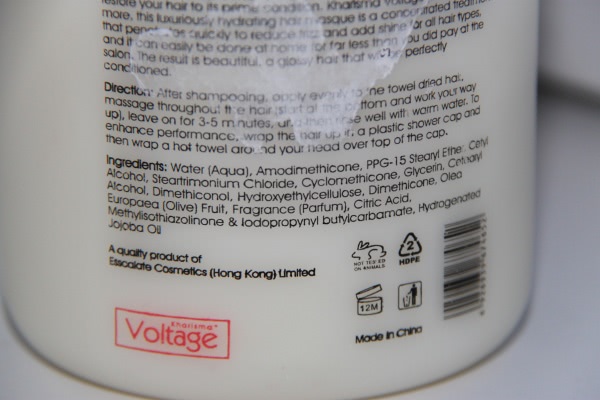 restore your hair to its prime condition. Kharisma Voltage
more, this luxuriously hydrating hair masque is a concentrated treatment
that penetrates quickly to reduce frizz and add shine for all hair types,
and it can easily be done at home for far less than you did pay at the
salon. The result is beautiful, a glossy hair that will be perfectly
conditioned.
Direction: After shampooing, apply evenly to the towel dried hair,
massage throughout the hair (start at the bottom and work your way
up), leave on for 3-5 minutes, and then rinse well with warm water. To
enhance performance, wrap the hair up in a plastic shower cap and
then wrap a hot towel around your head over top of the cap.
Ingredients: Water (Aqua), Amodimethicone, PPG-15 Stearyl Ether, Cetyl
Alcohol, Steartrimonium Chloride, Cyclomethicone, Glycerin, Cetearyl
Alcohol, Dimethiconol, Hydroxyethylcellulose, Dimethicone, Olea
Europaea (Olive) Fruit, Fragrance (Parfum), Citric Acid,
Methylisothiazolinone & Iodopropynyl butylcarbamate, Hydrogenated
Jojoba Oil
A quality product of
Esscalate Cosmetics (Hong Kong) Limited
NOT TESTED
ON ANIMALS
2
HDPE
12M
Made in China
Kharisma
Voltage